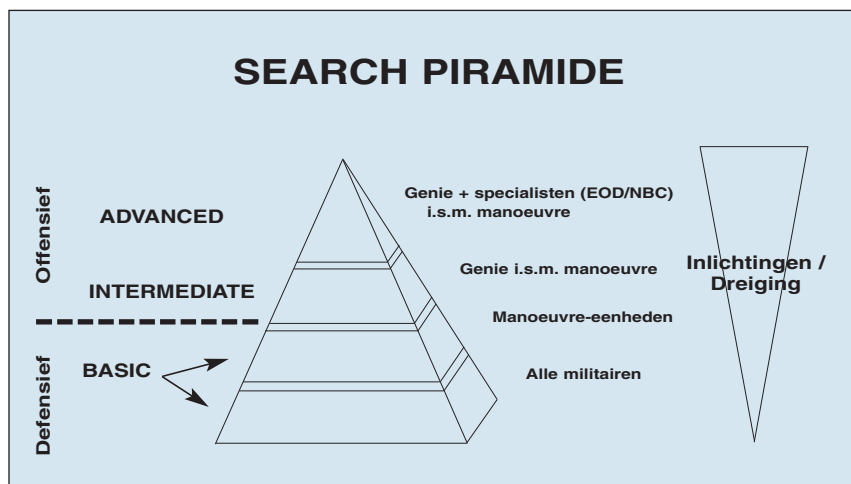 SEARCH PIRAMIDE
Offensief
ADVANCED
INTERMEDIATE
Defensief
BASIC
Genie + specialisten (EOD/NBC)
i.s.m. manoeuvre
Genie i.s.m. manoeuvre
Manoeuvre-eenheden
Alle militairen
Inlichtingen /
Dreiging